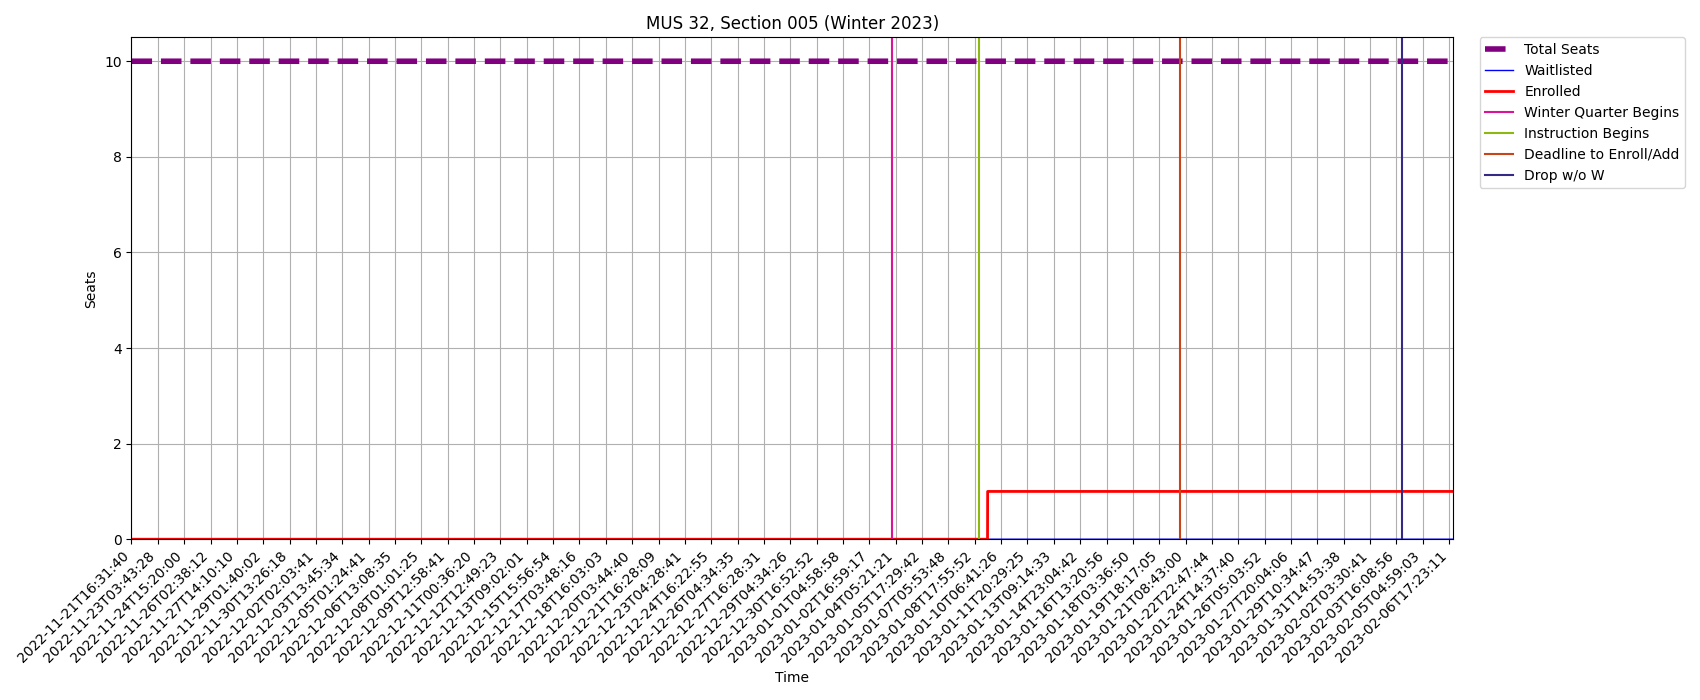 MUS 32, Section 005 (Winter 2023)
Total Seats
Waitlisted
Enrolled
Winter Quarter Begins
Instruction Begins
Deadline to Enroll/Add
Drop w/o W
Seats
10
8
6
4
2
0
2022-11-21T16:31:40
2022-11-23T03:43:28
2022-11-24T15:20:00
2022-11-26T02:38:12
2022-11-27T14:10:10
2022-11-29T01:40:02
2022-11-30T13:26:18
2022-12-02T02:03:41
2022-12-03T13:45:34
2022-12-05T01:24:41
2022-12-06T13:08:35
2022-12-08T01:01:25
2022-12-09T12:58:41
2022-12-11T00:36:20
2022-12-12T12:49:23
2022-12-13T09:02:01
2022-12-15T15:56:54
2022-12-17T03:48:16
2022-12-18T16:03:03
2022-12-20T03:44:40
2022-12-21T16:28:09
2022-12-23T04:28:41
2022-12-24T16:22:55
2022-12-26T04:34:35
2022-12-27T16:28:31
2022-12-29T04:34:26
2022-12-30T16:52:52
2023-01-01T04:58:58
2023-01-02T16:59:17
2023-01-04T05:21:21
2023-01-05T17:29:42
2023-01-07T05:53:48
2023-01-08T17:55:52
2023-01-10T06:41:26
2023-01-11T20:29:25
2023-01-13T09:14:33
2023-01-14T23:04:42
2023-01-16T13:20:56
2023-01-18T03:36:50
2023-01-19T18:17:05
2023-01-21T08:43:00
2023-01-22T22:47:44
2023-01-24T14:37:40
2023-01-26T05:03:52
2023-01-27T20:04:06
2023-01-29T10:34:47
2023-01-31T14:53:38
2023-02-02T03:30:41
2023-02-03T16:08:56
2023-02-05T04:59:03
2023-02-06T17:23:11
Time